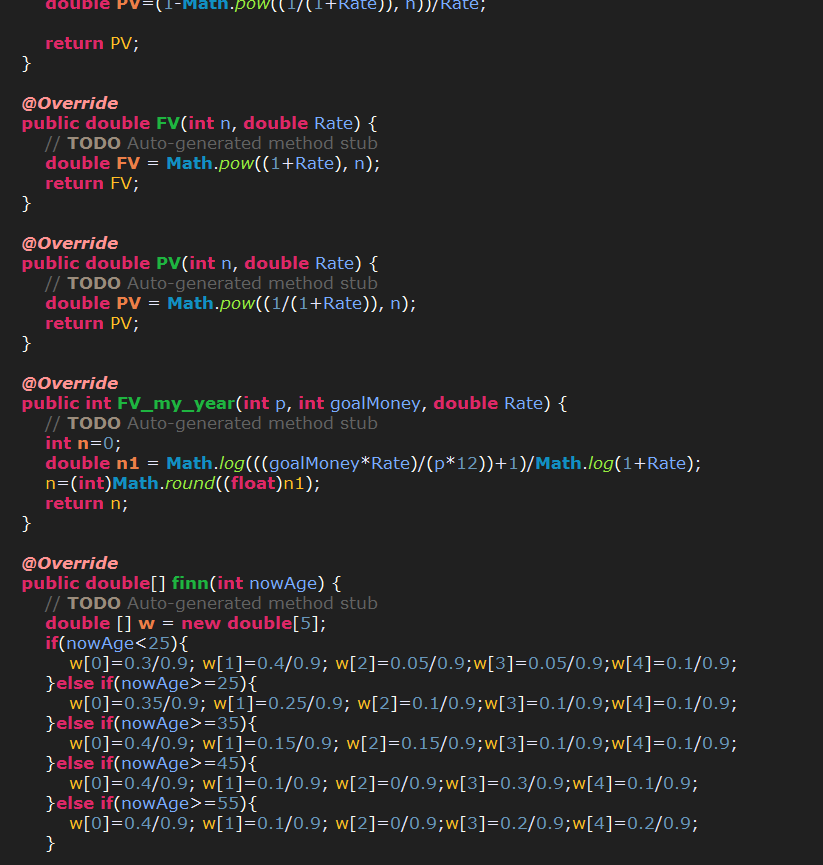 double PV=(1-Math.pow((1/(1+Rate)), n))/Rate;
return PV;
}
@Override
public double FV(int n, double Rate) {
// TODO Auto-generated method stub
double FV = Math.pow((1+Rate), n);
return FV;
}
@Override
public double PV(int n, double Rate) {
// TODO Auto-generated method stub
double PV = Math.pow((1/(1+Rate)), n);
return PV;
}
@Override
public int FV_my_year(int p, int goalMoney, double Rate) {
// TODO Auto-generated method stub
int n=0;
double n1 = Math.log(((goalMoney*Rate)/(p*12))+1)/Math.log(1+Rate);
n=(int)Math.round((float)n1);
return n;
}
@Override
public double[] finn(int nowAge) {
// TODO Auto-generated method stub
double [] w = new double[5];
if(nowAge<25){
w[0]=0.3/0.9; w[1]=0.4/0.9; w[2]=0.05/0.9;w[3]=0.05/0.9;w[4]=0.1/0.9;
}else if(nowAge>=25){
w[0]=0.35/0.9; w[1]=0.25/0.9; w[2]=0.1/0.9;w[3]=0.1/0.9;w[4]=0.1/0.9;
}else if(nowAge>=35){
w[0]=0.4/0.9; w[1]=0.15/0.9; w[2]=0.15/0.9;w[3]=0.1/0.9;w[4]=0.1/0.9;
}else if(nowAge>=45){
w[0]=0.4/0.9; w[1]=0.1/0.9; w[2]=0/0.9;w[3]=0.3/0.9;w[4]=0.1/0.9;
}else if(nowAge>=55){
w[0]=0.4/0.9; w[1]=0.1/0.9; w[2]=0/0.9;w[3]=0.2/0.9;w[4]=0.2/0.9;
}